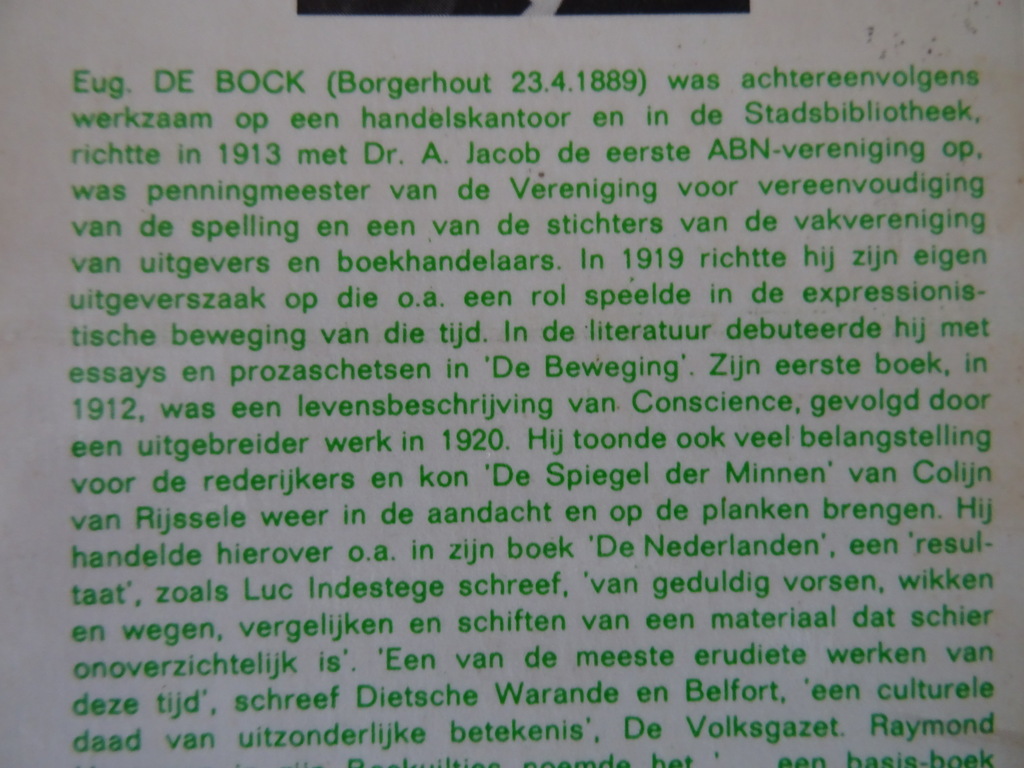 Eug. DE BOCK (Borgerhout 23.4.1889) was achtereenvolgens
werkzaam op een handelskantoor en in de Stadsbibliotheek,
richtte in 1913 met Dr. A. Jacob de eerste ABN-vereniging op,
was penningmeester van de Vereniging voor vereenvoudiging
van de spelling en een van de stichters van de vakvereniging
van uitgevers en boekhandelaars. In 1919 richtte hij zijn eigen
uitgeverszaak op die o.a. een rol speelde in de expressionis-
tische beweging van die tijd. In de literatuur debuteerde hij met
essays en prozaschetsen in 'De Beweging'. Zijn eerste boek, in
1912, was een levensbeschrijving van Conscience, gevolgd door
een uitgebreider werk in 1920. Hij toonde ook veel belangstelling
voor de rederijkers en kon 'De Spiegel der Minnen' van Colijn
van Rijssele weer in de aandacht en op de planken brengen. Hij
handelde hierover o.a. in zijn boek 'De Nederlanden', een 'resul-
taat', zoals Luc Indestege schreef, 'van geduldig vorsen, wikken
en wegen, vergelijken en schiften van een materiaal dat schier
onoverzichtelijk is'. 'Een van de meeste erudiete werken van
deze tijd', schreef Dietsche Warande en Belfort, 'een culturele
daad van uitzonderlijke betekenis', De Volksgazet. Raymond
in zijn noemde het ' een basis-boek